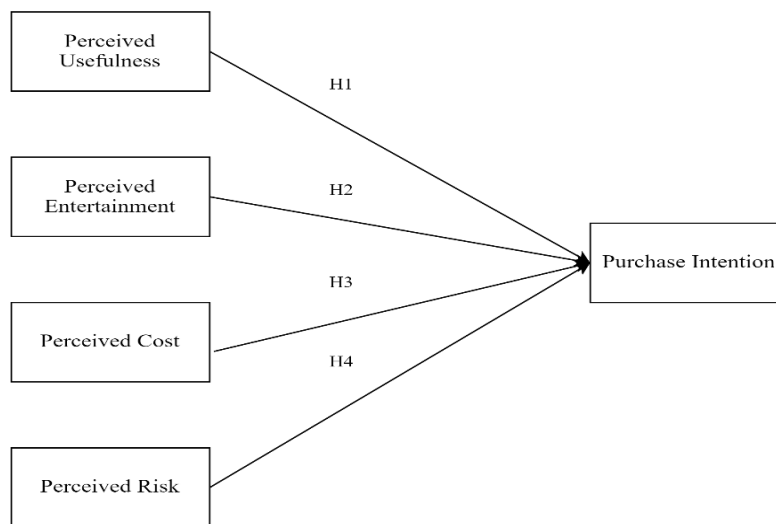 Perceived
Usefulness
H1
Perceived
Entertainment
H2
Purchase Intention
H3
Perceived Cost
H4
Perceived Risk